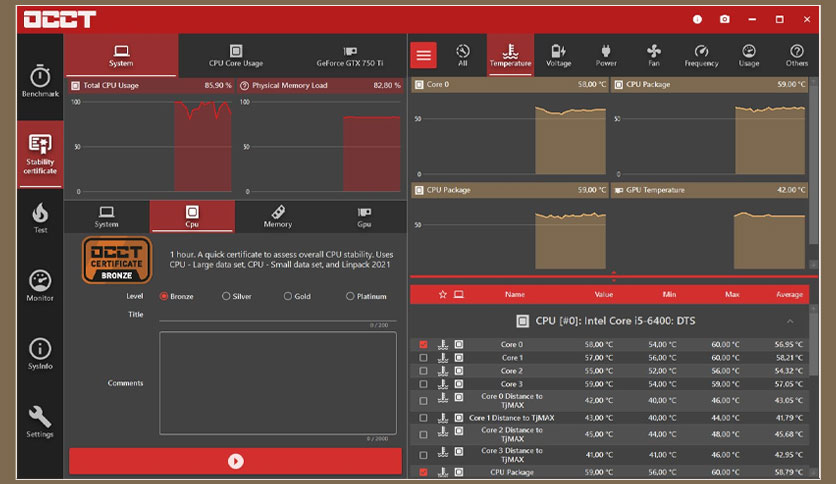 OCCT
Benchmark
Stability
certificate
Test
Monitor
SysInfo
Settings
System
CPU Core Usage
GeForce GTX 750 Ti
Total CPU Usage 85,90 %
100
50
0
Physical Memory Load 82,80 %
100
50
0
System
Cpu
Memory
Gpu
OCCT
CERTIFICATE
BRONZE
1 hour. A quick certificate to assess overall CPU stability. Uses
CPU - Large data set, CPU - Small data set, and Linpack 2021
Level Bronze Silver Gold Platinum
Title
0 / 200
Comments
0 / 2000
All
Temperature
Voltage
Power
Fan
Frequency
Usage
Others
Core 0 58,00 °C
50
0
CPU Package 59,00 °C
50
0
CPU Package 59,00 °C
50
GPU Temperature 42,00 °C
Name Value Min Max Average
CPU [#0]: Intel Core i5-6400: DTS
Core 0 58,00 °C 54,00 °C 60,00 °C 56,95 °C
Core 1 57,00 °C 56,00 °C 60,00 °C 58,21 °C
Core 2 55,00 °C 52,00 °C 56,00 °C 54,32 °C
Core 3 59,00 °C 54,00 °C 59,00 °C 57,05 °C
Core 0 Distance to
TjMAX 42,00 °C 40,00 °C 46,00 °C 43,05 °C
Core 1 Distance to TjMAX 43,00 °C 40,00 °C 44,00 °C 41,79 °C
Core 2 Distance to
TjMAX 45,00 °C 44,00 °C 48,00 °C 45,68 °C
Core 3 Distance to
TjMAX 41,00 °C 41,00 °C 46,00 °C 42,95 °C
CPU Package 59,00 °C 56,00 °C 60,00 °C 58,79 °C